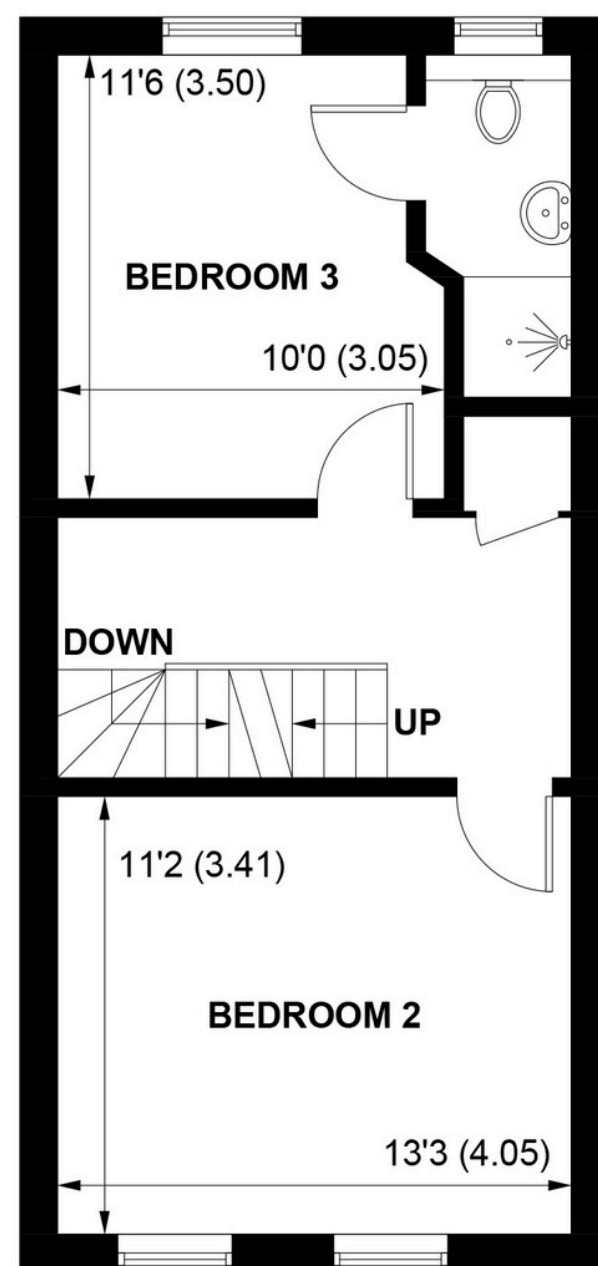 11'6 (3.50)
BEDROOM 3
10'0 (3.05)
DOWN
UP
11'2 (3.41)
BEDROOM 2
13'3 (4.05)